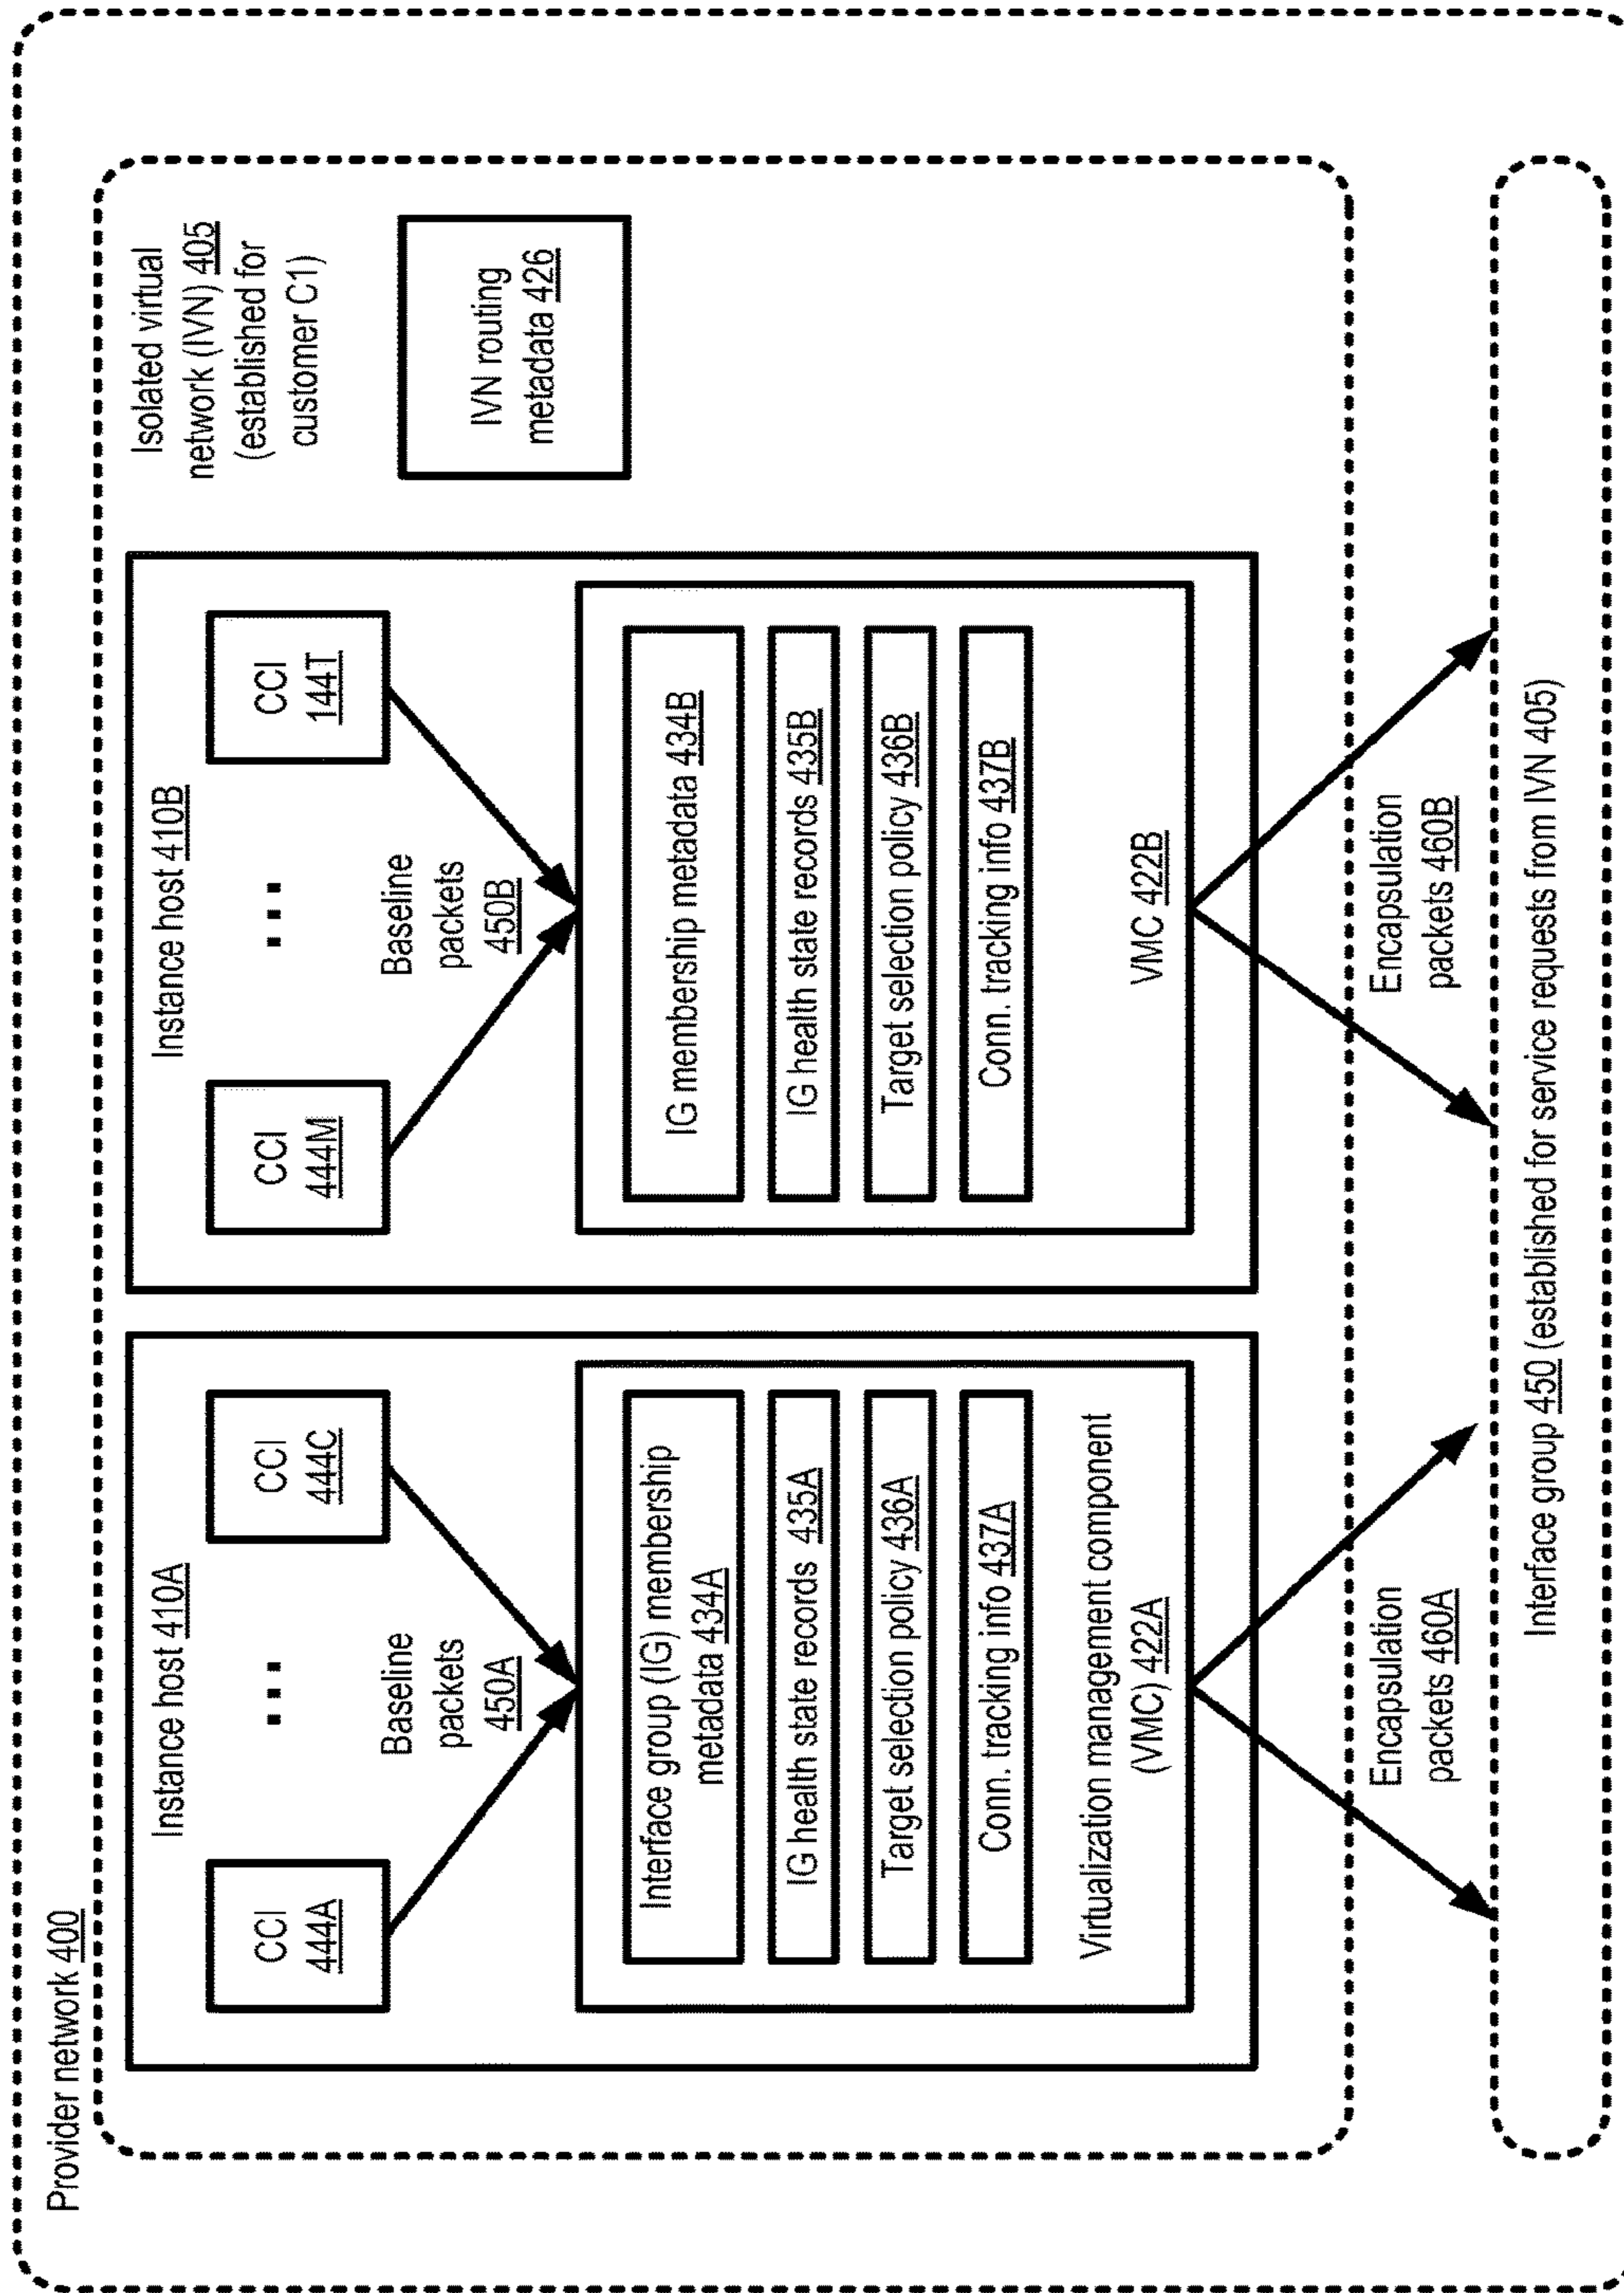 Provider network 400
Isolated virtual
network (IVN) 405
(established for
customer C1)
IVN routing
metadata 426
Instance host 410A
CCI
444A
...
CCI
444C
Baseline
packets
450A
Interface group (IG) membership
metadata 434A
IG health state records 435A
Target selection policy 436A
Conn. tracking info 437A
Virtualization management component
(VMC) 422A
Instance host 410B
CCI
444M
...
CCI
144T
Baseline
packets
450B
IG membership metadata 434B
IG health state records 435B
Target selection policy 436B
Conn. tracking info 437B
VMC 422B
Encapsulation
packets 460A
Encapsulation
packets 460B
Interface group 450 (established for service requests from IVN 405)